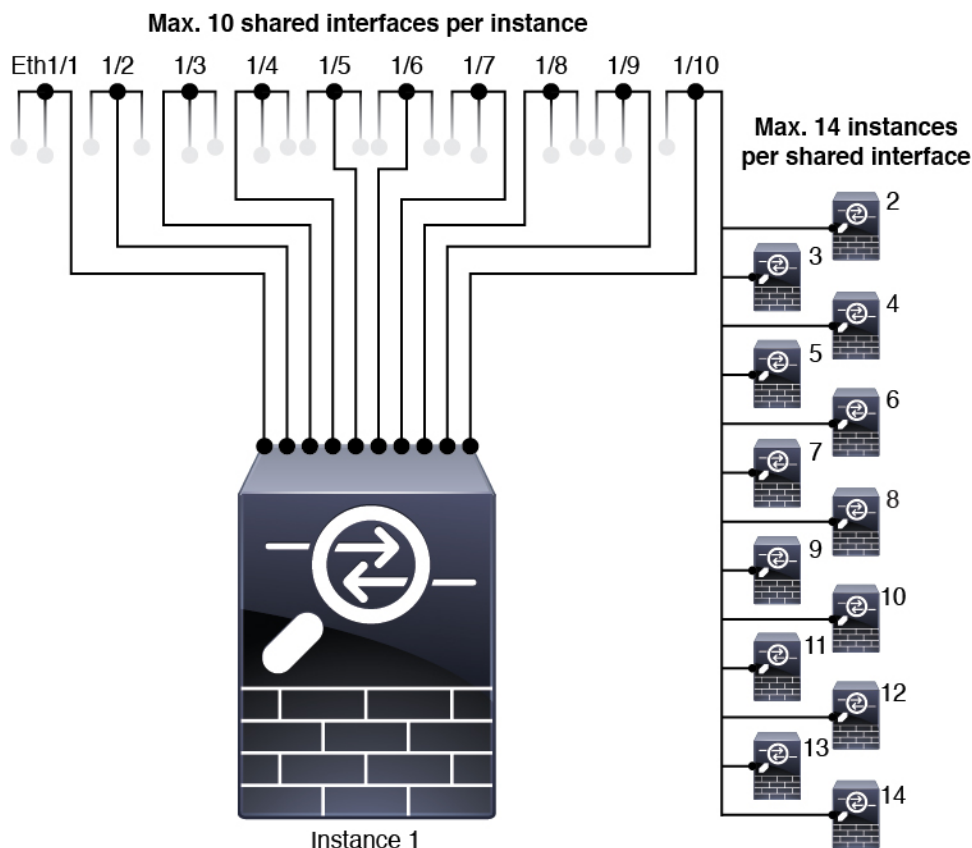 Max. 10 shared interfaces per instance
Eth1/1 1/2 1/3 1/4 1/5 1/6 1/7 1/8 1/9 1/10
Max. 14 instances
per shared interface
2
3
4
5
6
7
8
9
10
11
12
13
14
Instance 1